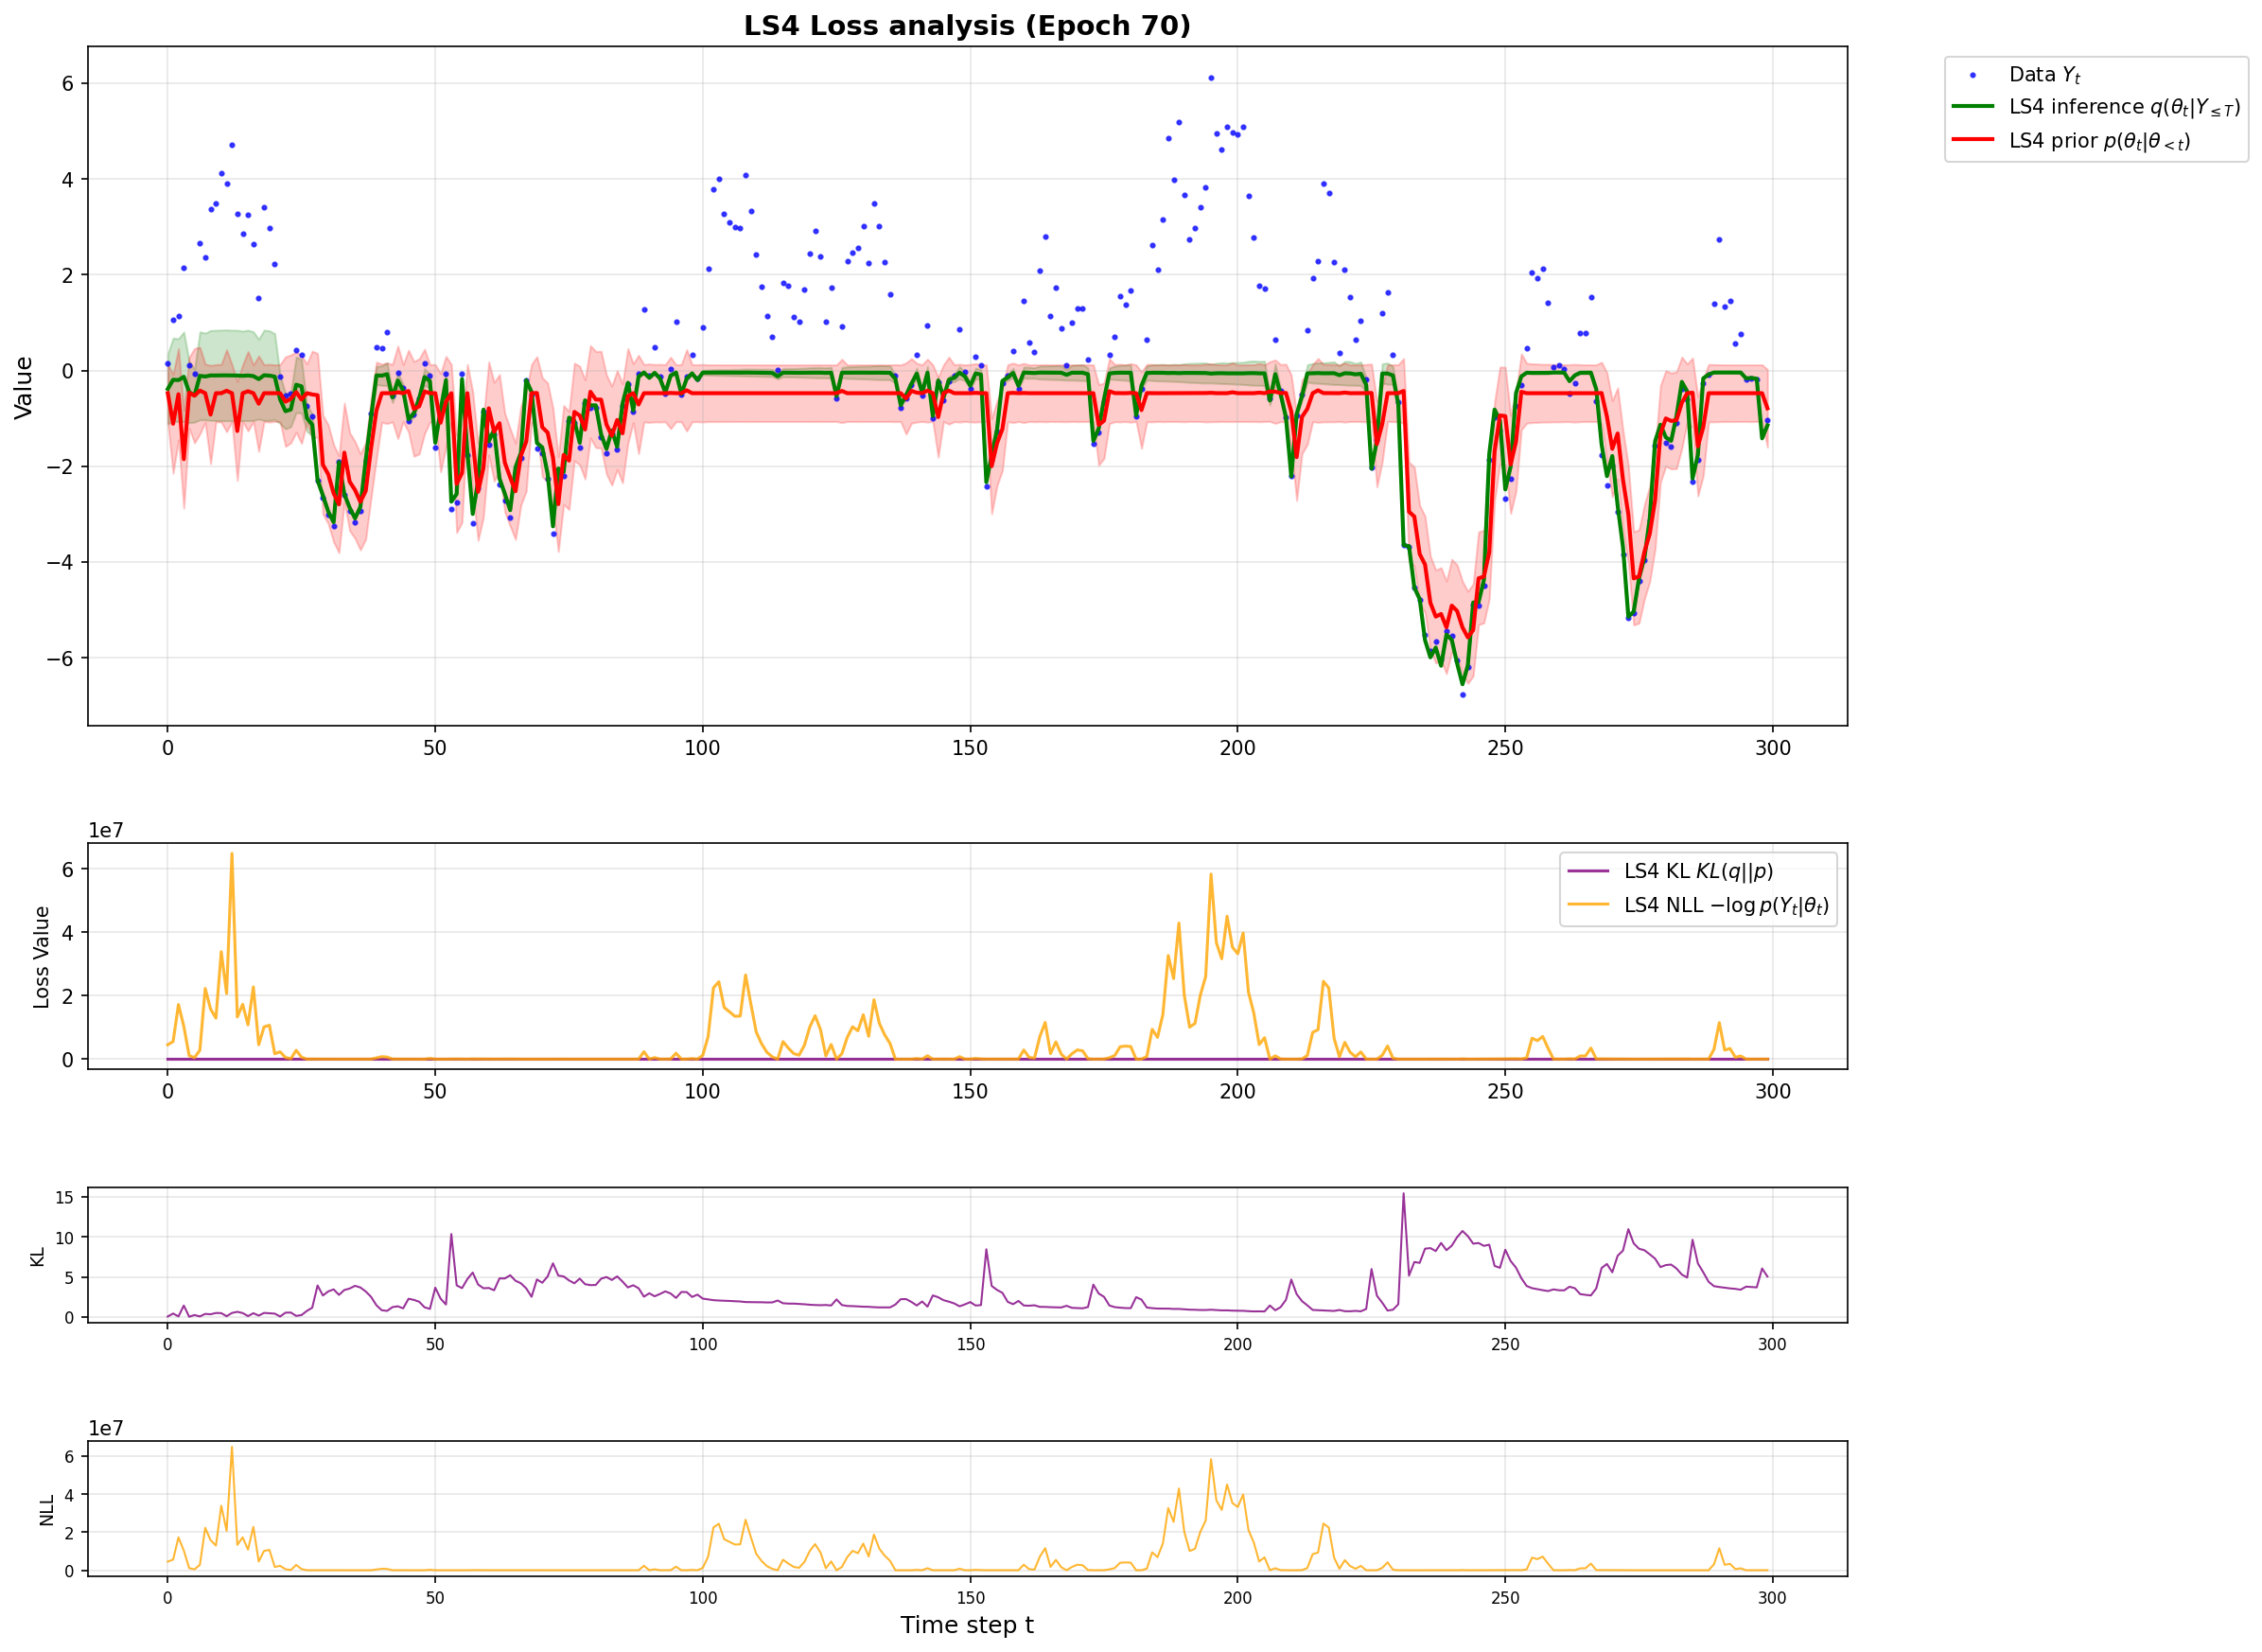 LS4 Loss analysis (Epoch 70)
Data $Y_t$
LS4 inference $q(\theta_t|Y_{\leq T})$
LS4 prior $p(\theta_t|\theta_{<t})$
Value
6
4
2
0
−2
−4
−6
0 50 100 150 200 250 300
1e7
LS4 KL $KL(q||p)$
LS4 NLL $-\log p(Y_t|\theta_t)$
Loss Value
6
4
2
0
0 50 100 150 200 250 300
KL
15
10
5
0
0 50 100 150 200 250 300
1e7
NLL
6
4
2
0
0 50 100 150 200 250 300
Time step t